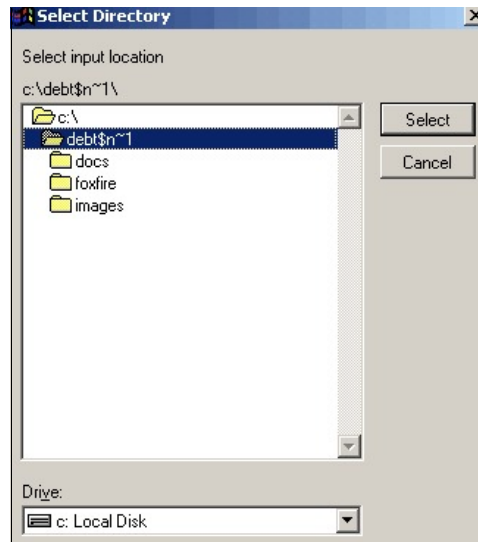 Select Directory
Select input location
c:\debt$n~1\
c:\
debt$n~1
docs
foxfire
images
Select
Cancel
Drive:
c: Local Disk